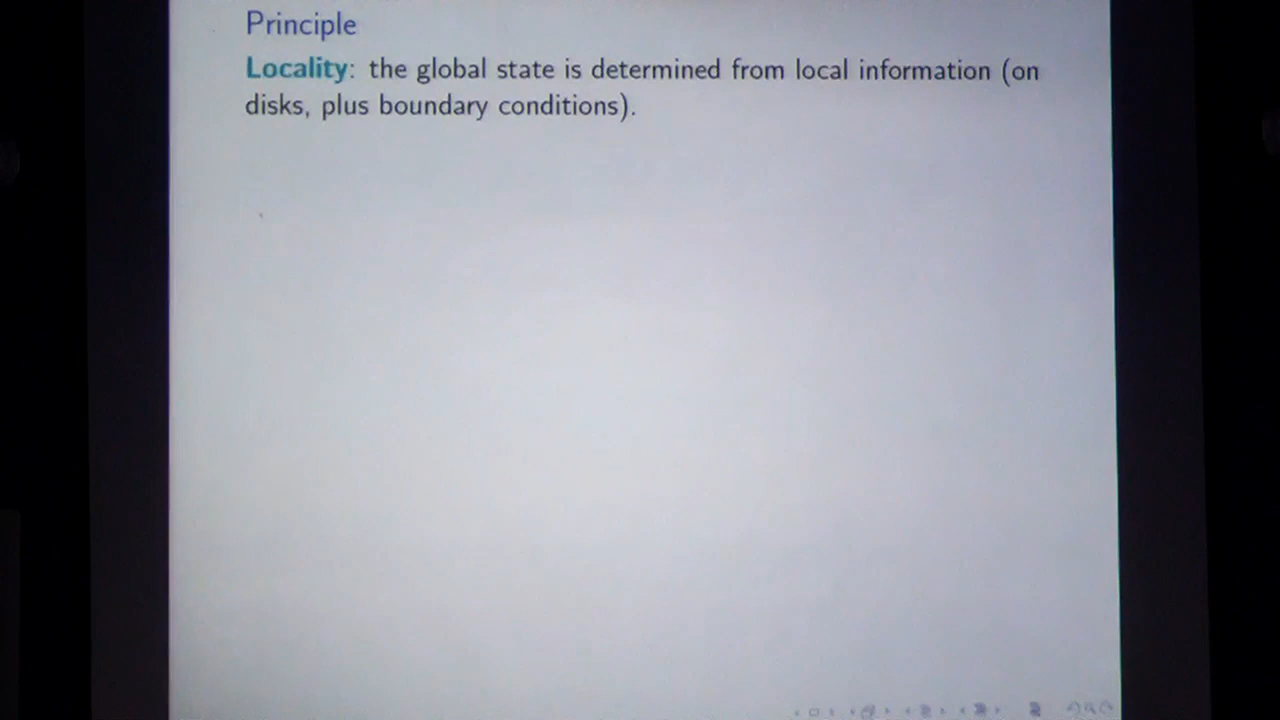 Principle
Locality: the global state is determined from local information (on
disks, plus boundary conditions).